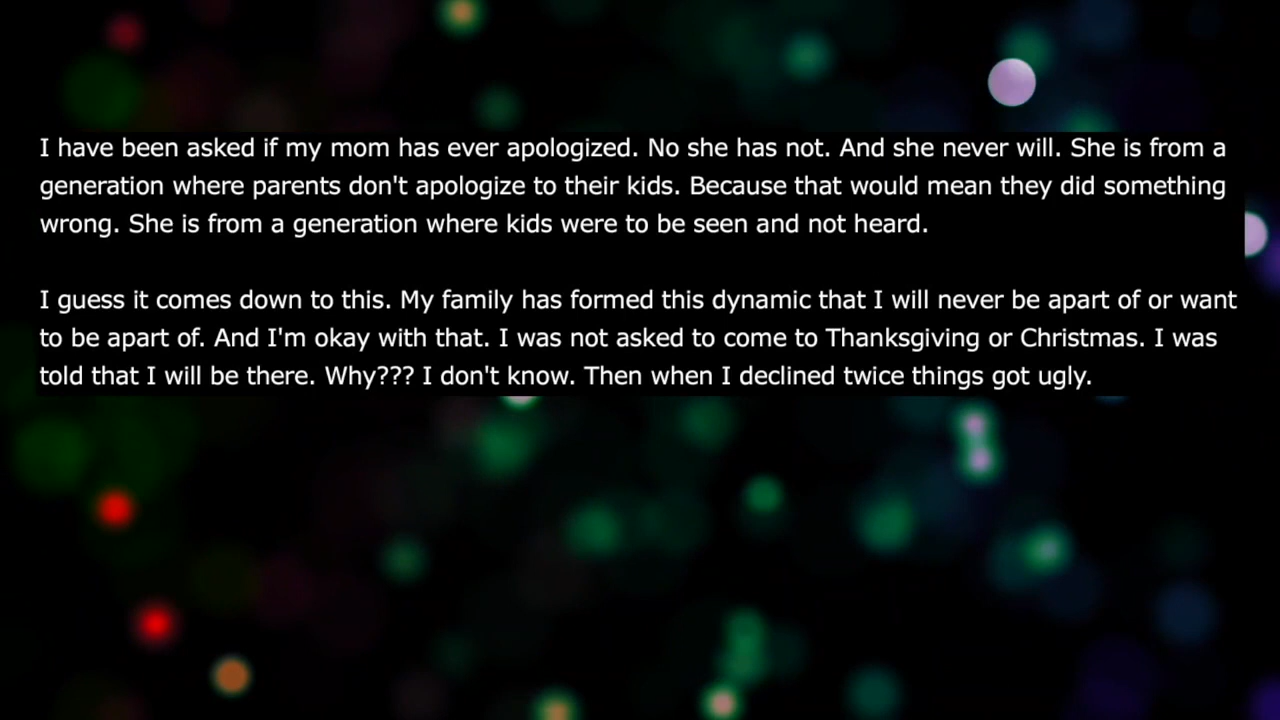 I have been asked if my mom has ever apologized. No she has not. And she never will. She is from a
generation where parents don't apologize to their kids. Because that would mean they did something
wrong. She is from a generation where kids were to be seen and not heard.
I guess it comes down to this. My family has formed this dynamic that I will never be apart of or want
to be apart of. And I'm okay with that. I was not asked to come to Thanksgiving or Christmas. I was
told that I will be there. Why??? I don't know. Then when I declined twice things got ugly.